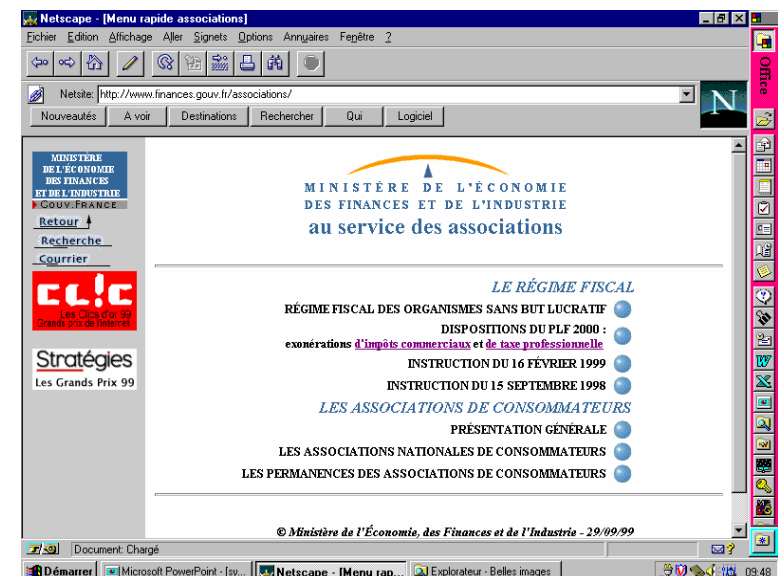 Netscape - [Menu rapide associations]
Fichier Edition Affichage Aller Signets Options Annuaires Fenêtre ?
Netsite: http://www.finances.gouv.fr/associations/
Nouveautés A voir Destinations Rechercher Qui Logiciel
N
Office
MINISTÈRE
DE L'ÉCONOMIE
DES FINANCES
ET DE L'INDUSTRIE
GOUV.FRANCE
Retour
Recherche
Courrier
CLIC
Les Clics d'or 99
Grands prix de l'internet
Stratégies
Les Grands Prix 99
MINISTÈRE DE L'ÉCONOMIE
DES FINANCES ET DE L'INDUSTRIE
au service des associations
LE RÉGIME FISCAL
RÉGIME FISCAL DES ORGANISMES SANS BUT LUCRATIF
DISPOSITIONS DU PLF 2000 :
exonérations d'impôts commerciaux et de taxe professionnelle
INSTRUCTION DU 16 FÉVRIER 1999
INSTRUCTION DU 15 SEPTEMBRE 1998
LES ASSOCIATIONS DE CONSOMMATEURS
PRÉSENTATION GÉNÉRALE
LES ASSOCIATIONS NATIONALES DE CONSOMMATEURS
LES PERMANENCES DES ASSOCIATIONS DE CONSOMMATEURS
© Ministère de l'Économie, des Finances et de l'Industrie - 29/09/99
Document: Chargé
Démarrer Microsoft PowerPoint - [sy... Netscape - [Menu rap... Explorateur - Belles images 09:48